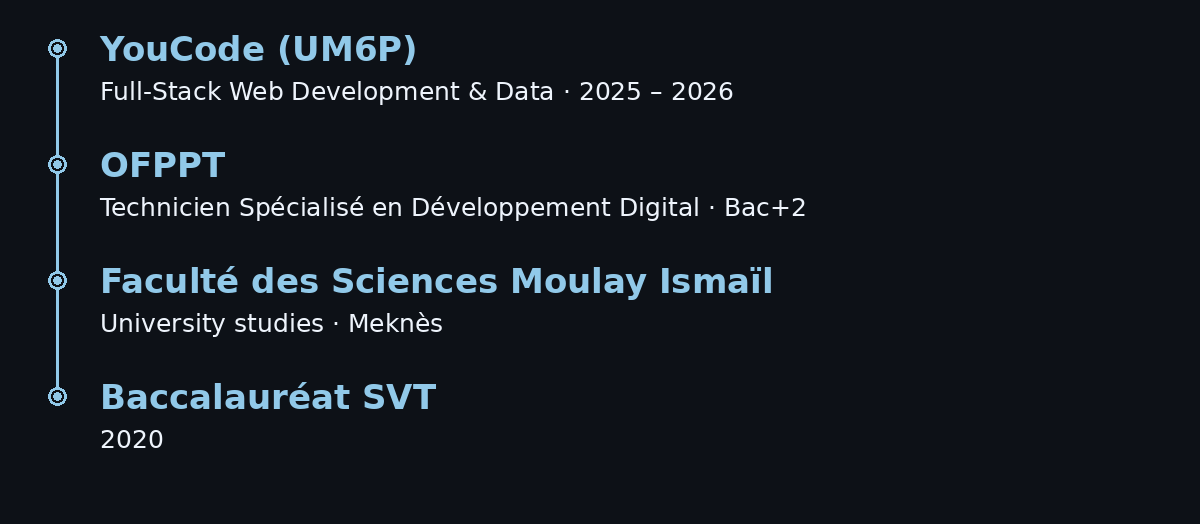 YouCode (UM6P)
Full-Stack Web Development & Data · 2025 – 2026
OFPPT
Technicien Spécialisé en Développement Digital · Bac+2
Faculté des Sciences Moulay Ismaïl
University studies · Meknès
Baccalauréat SVT
2020